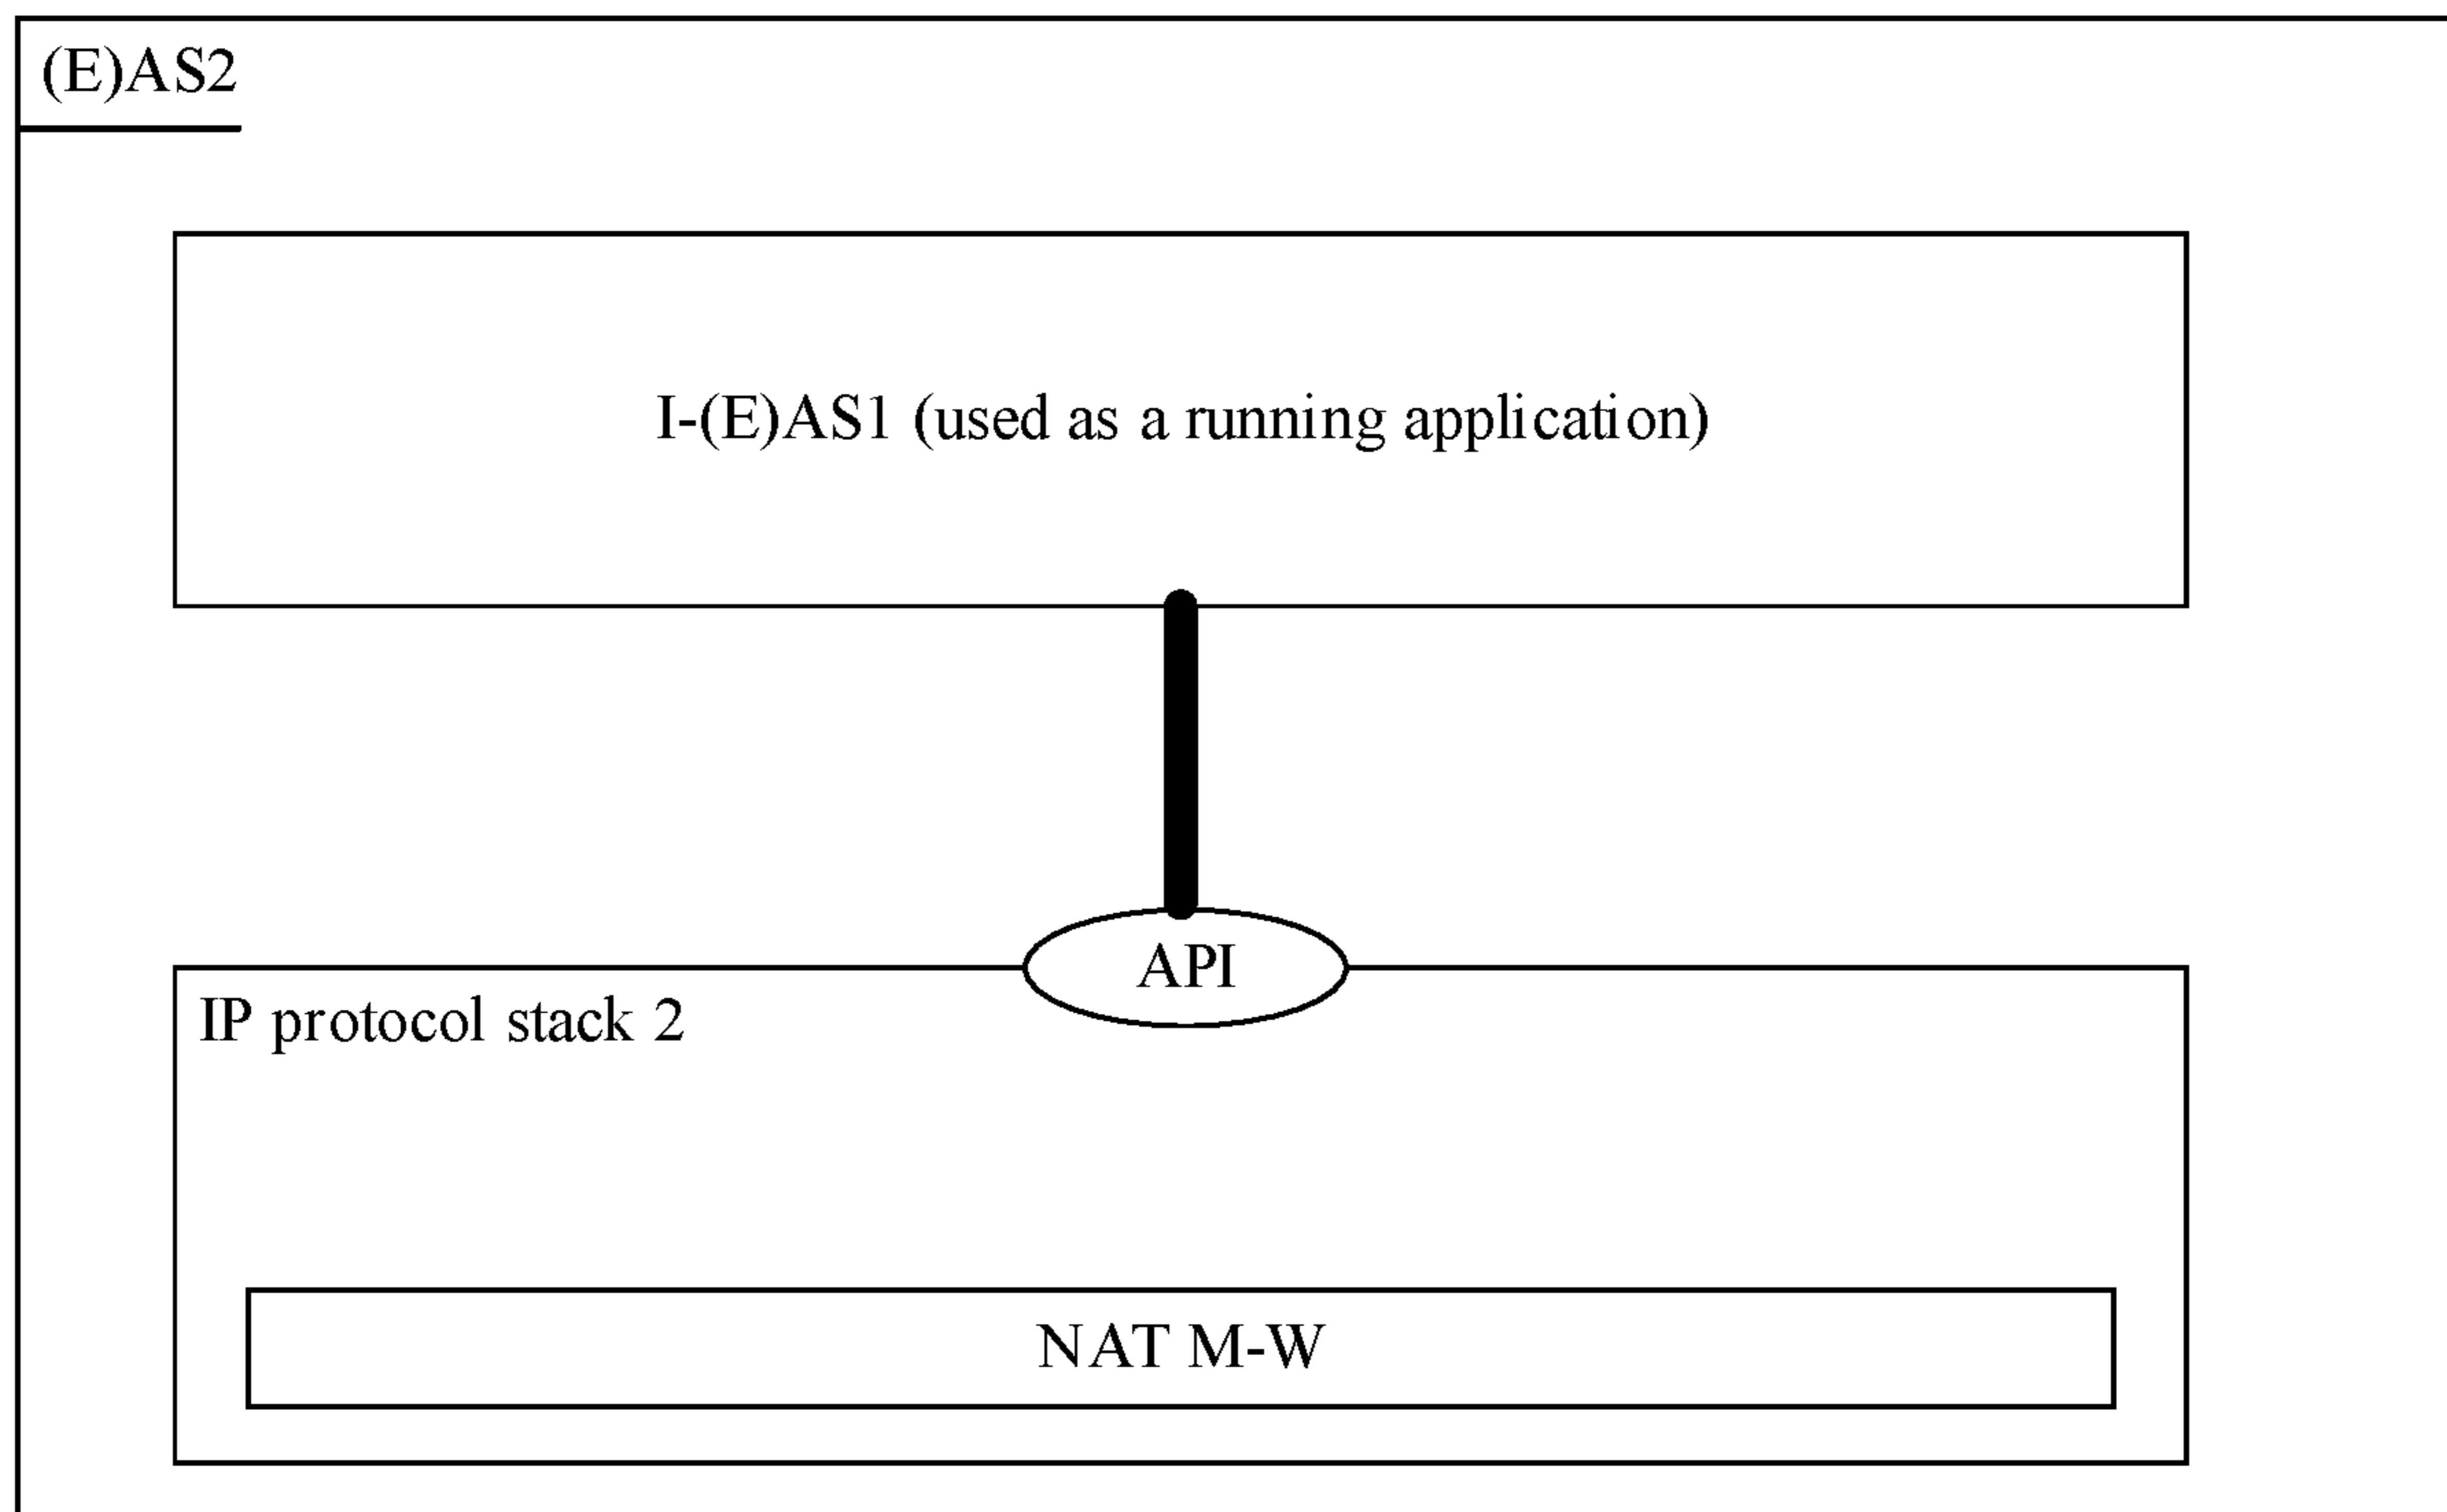 (E)AS2
I-(E)AS1 (used as a running application)
API
IP protocol stack 2
NAT M-W